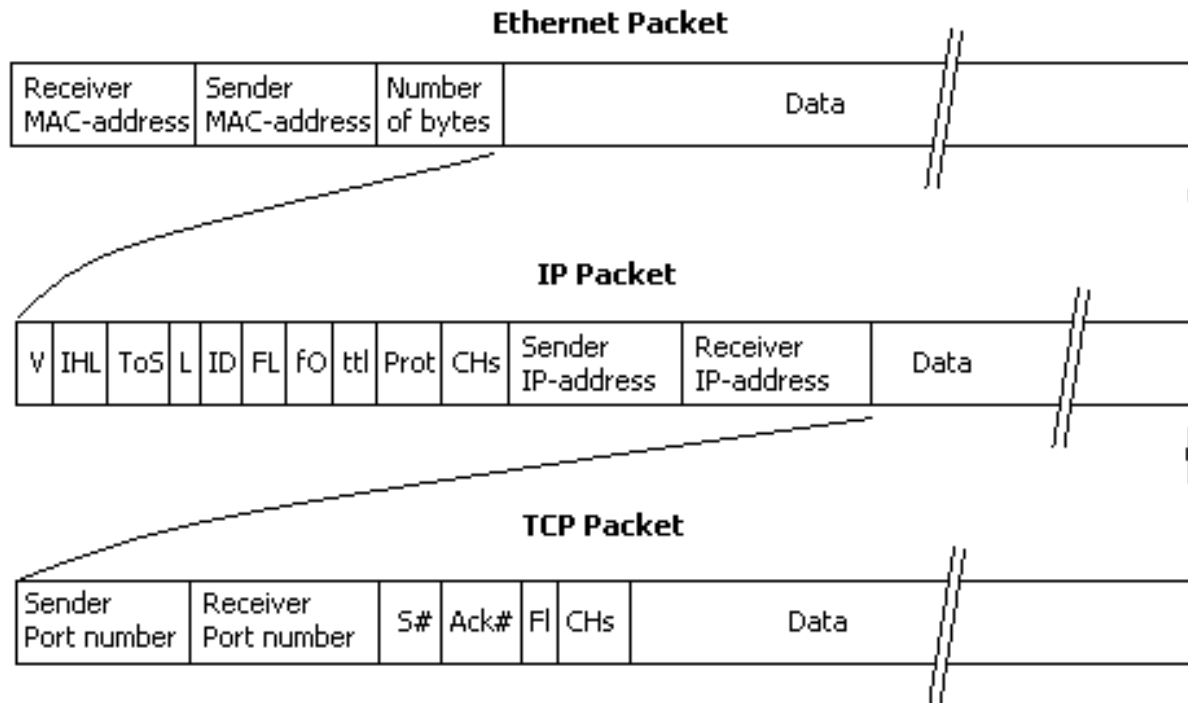 Ethernet Packet
Receiver
MAC-address
Sender
MAC-address
Number
of bytes
Data
IP Packet
V
IHL
ToS
L
ID
FL
fO
ttl
Prot
CHs
Sender
IP-address
Receiver
IP-address
Data
TCP Packet
Sender
Port number
Receiver
Port number
S#
Ack#
Fl
CHs
Data